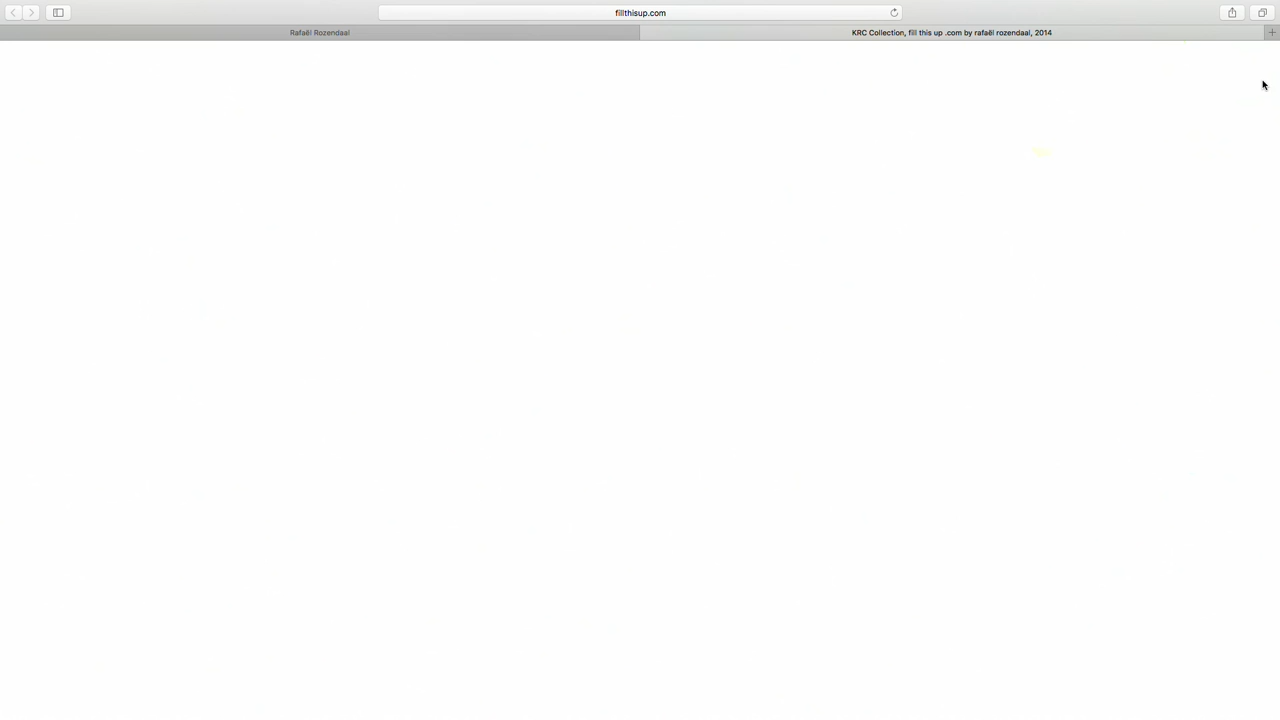 fillthisup.com
Rafaël Rozendaal
KRC Collection, fill this up .com by rafaël rozendaal, 2014